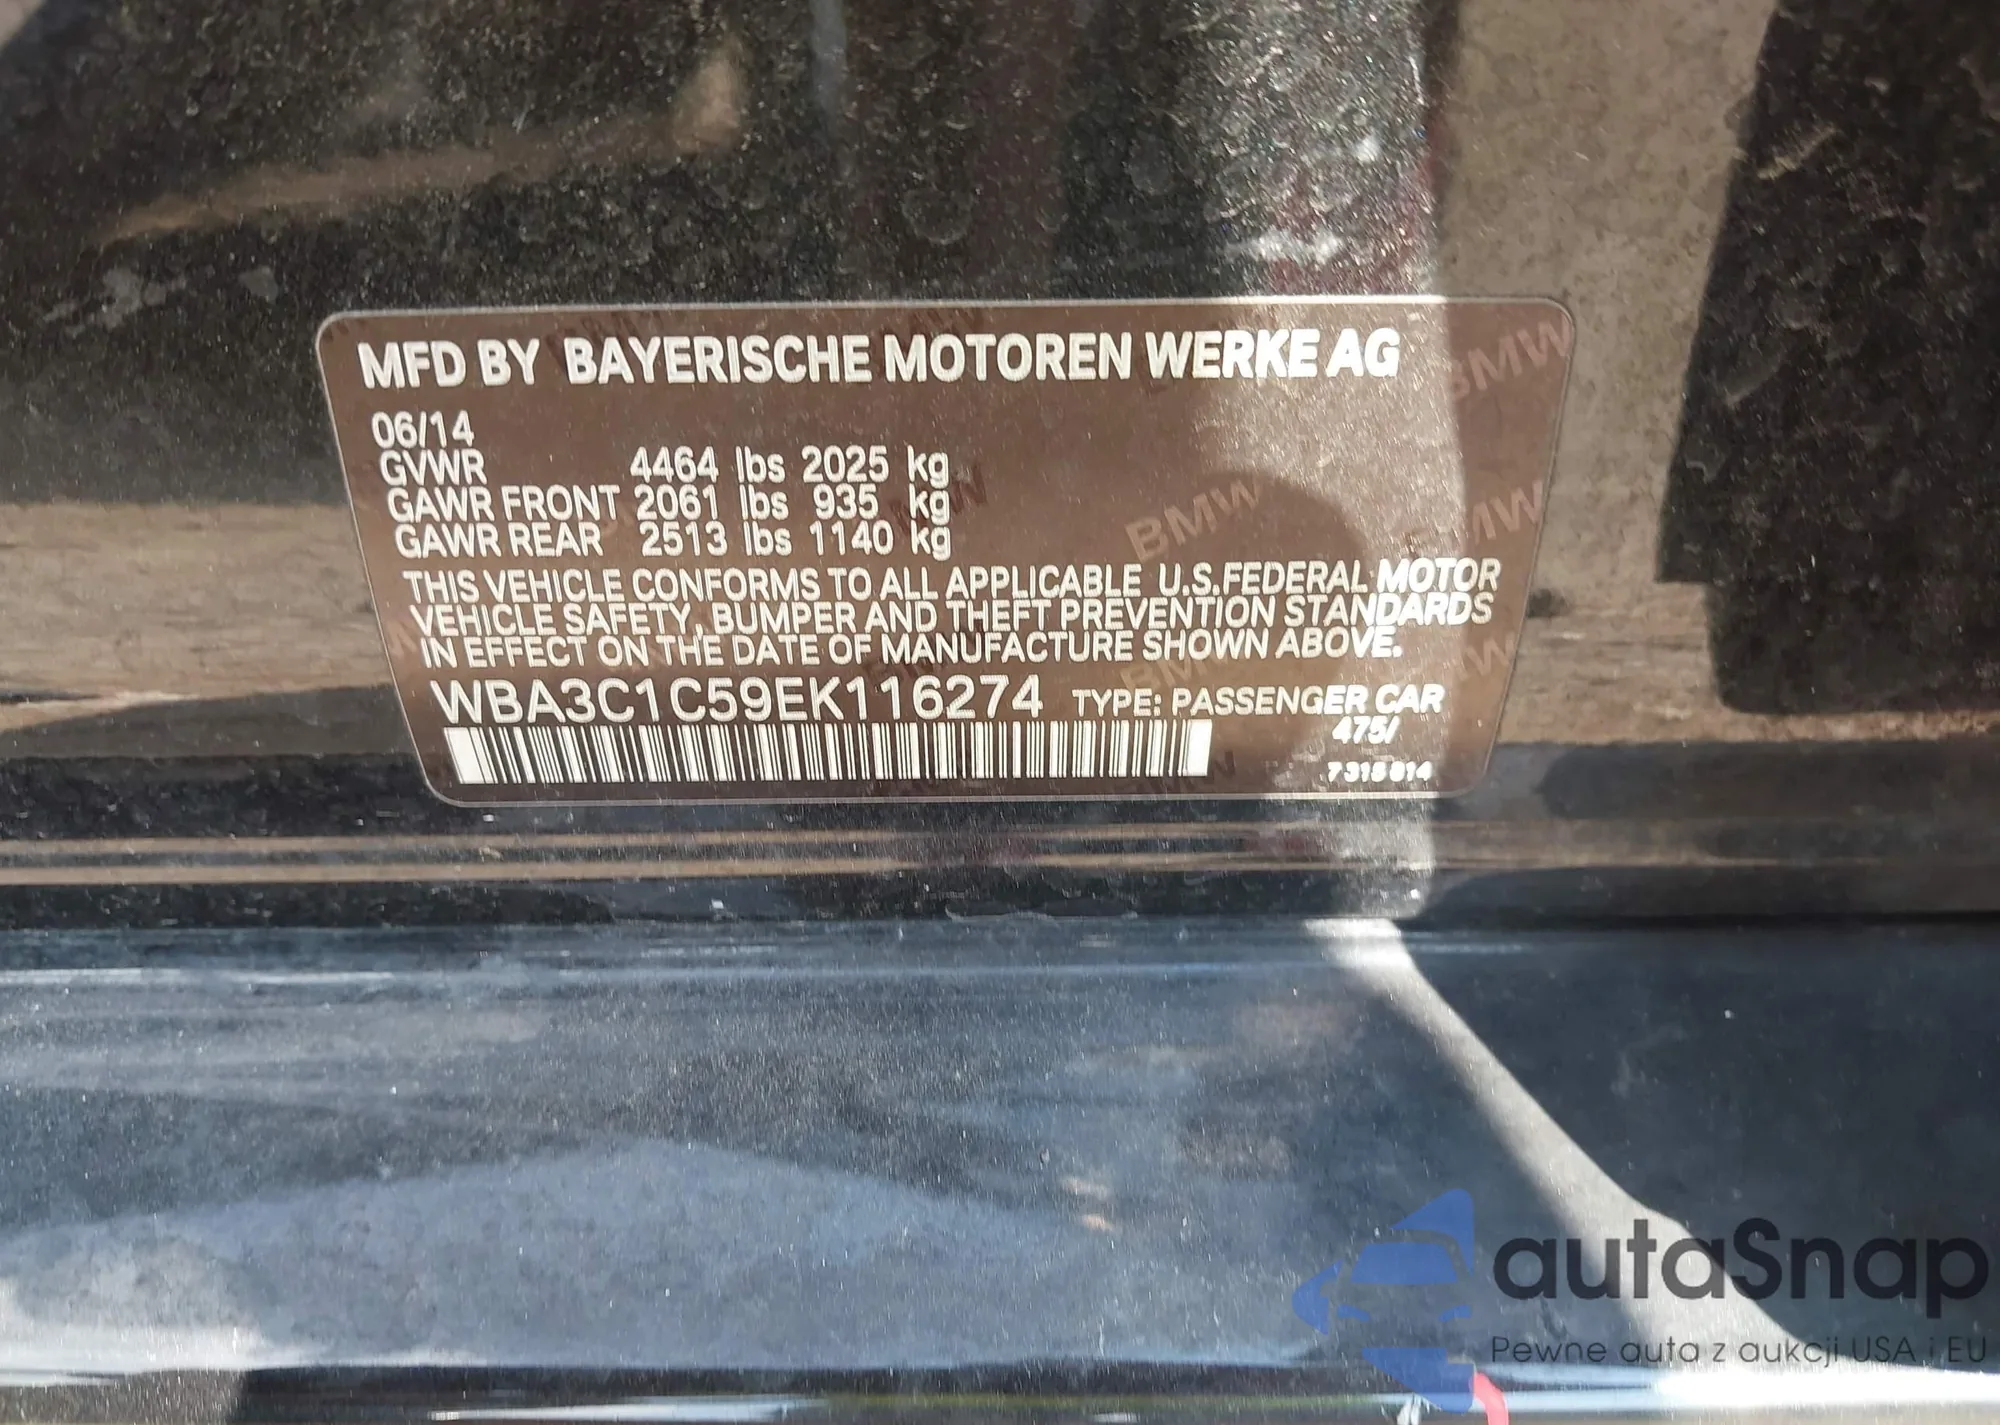 MFD BY BAYERISCHE MOTOREN WERKE AG
06/14
GVWR 4464 lbs 2025 kg
GAWR FRONT 2061 lbs 935 kg
GAWR REAR 2513 lbs 1140 kg
THIS VEHICLE CONFORMS TO ALL APPLICABLE U.S.FEDERAL MOTOR
VEHICLE SAFETY, BUMPER AND THEFT PREVENTION STANDARDS
IN EFFECT ON THE DATE OF MANUFACTURE SHOWN ABOVE.
WBA3C1C59EK116274 TYPE: PASSENGER CAR
475/
autaSnap
Pewne auta z aukcji USA i EU